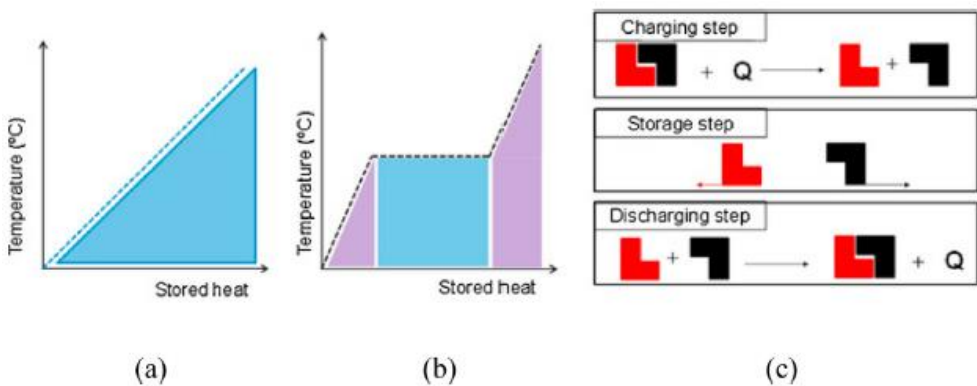 Temperature (ºC)
Stored heat
(a)
Temperature (ºC)
Stored heat
(b)
Charging step
+ Q → +
Storage step
Discharging step
+ → + Q
(c)